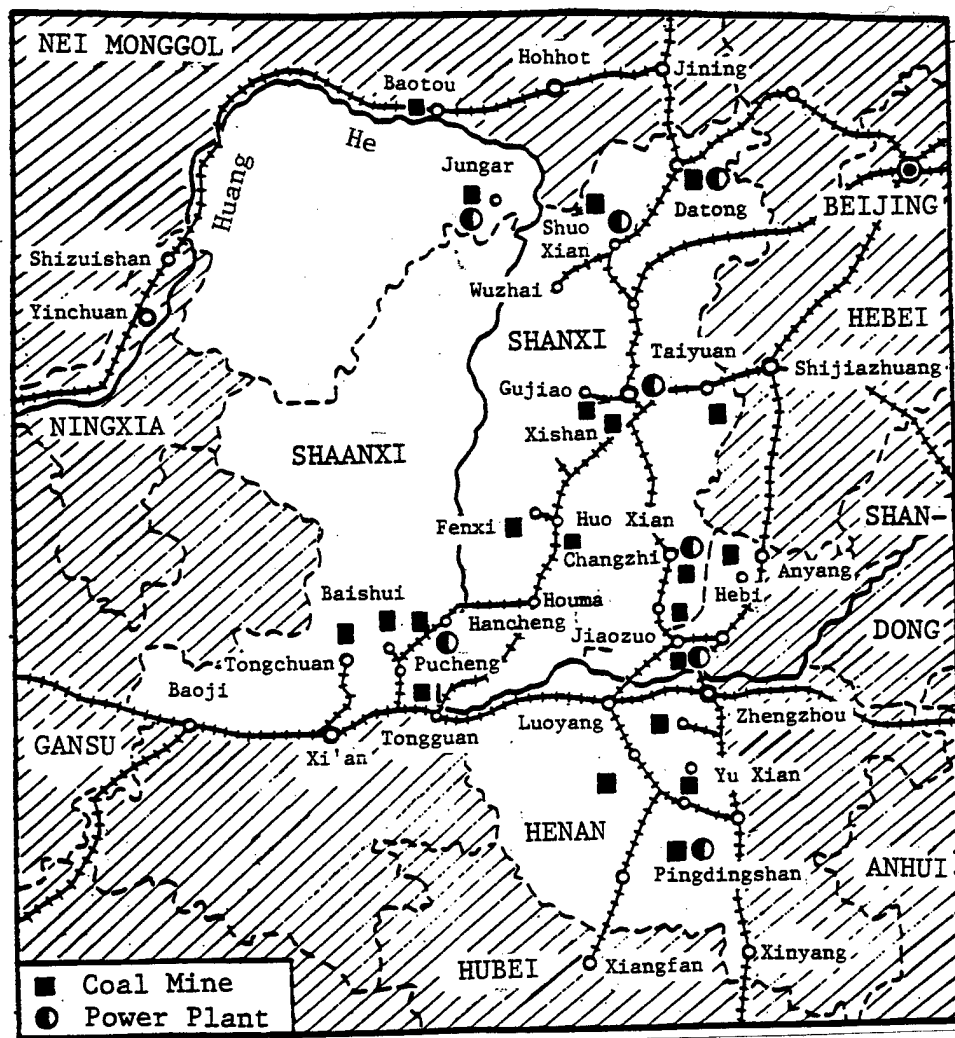 NEI MONGGOL
Hohhot
Jining
Baotou
He
Huang
Jungar
Datong
BEIJING
Shuo
Xian
Shizuishan
Wuzhai
Yinchuan
SHANXI
HEBEI
Taiyuan
Shijiazhuang
Gujiao
NINGXIA
Xishan
SHAANXI
SHAN-
Fenxi
Huo Xian
Changzhi
Anyang
Hebi
Baishui
Houma
Hancheng
Jiaozuo
DONG
Tongchuan
Pucheng
Baoji
Luoyang
Zhengzhou
GANSU
Xi'an
Tongguan
Yu Xian
HENAN
Pingdingshan
ANHUI
HUBEI
Xiangfan
Xinyang
Coal Mine
Power Plant